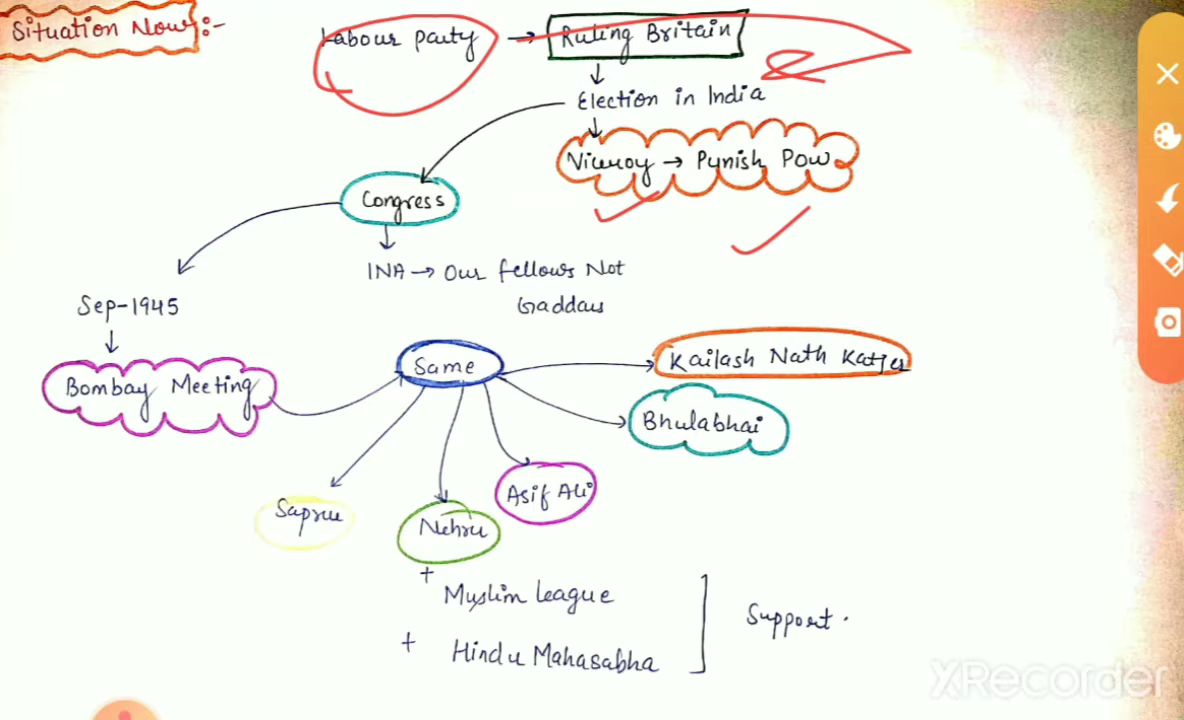 Situation Now:-
Labour party → Ruling Britain
↓
Election in India
↓
Viceroy → Punish POW
Congress
↓
INA → Our fellows Not
Gaddars
Sep-1945
↓
Bombay Meeting
Same
Kailash Nath Katju
Bhulabhai
Asif Ali
Sapru
Nehru
+ Muslim league
+ Hindu Mahasabha
Support.
XRecorder